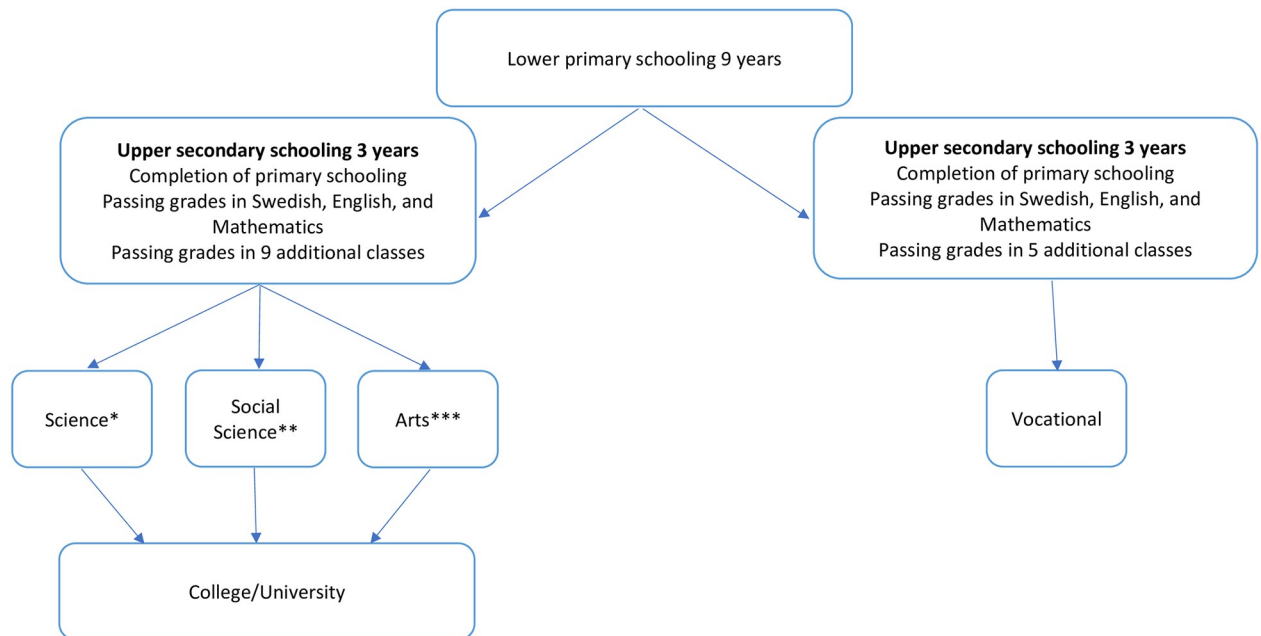 Lower primary schooling 9 years
Upper secondary schooling 3 years
Completion of primary schooling
Passing grades in Swedish, English, and
Mathematics
Passing grades in 9 additional classes
Upper secondary schooling 3 years
Completion of primary schooling
Passing grades in Swedish, English, and
Mathematics
Passing grades in 5 additional classes
Science*
Social
Science**
Arts***
Vocational
College/University